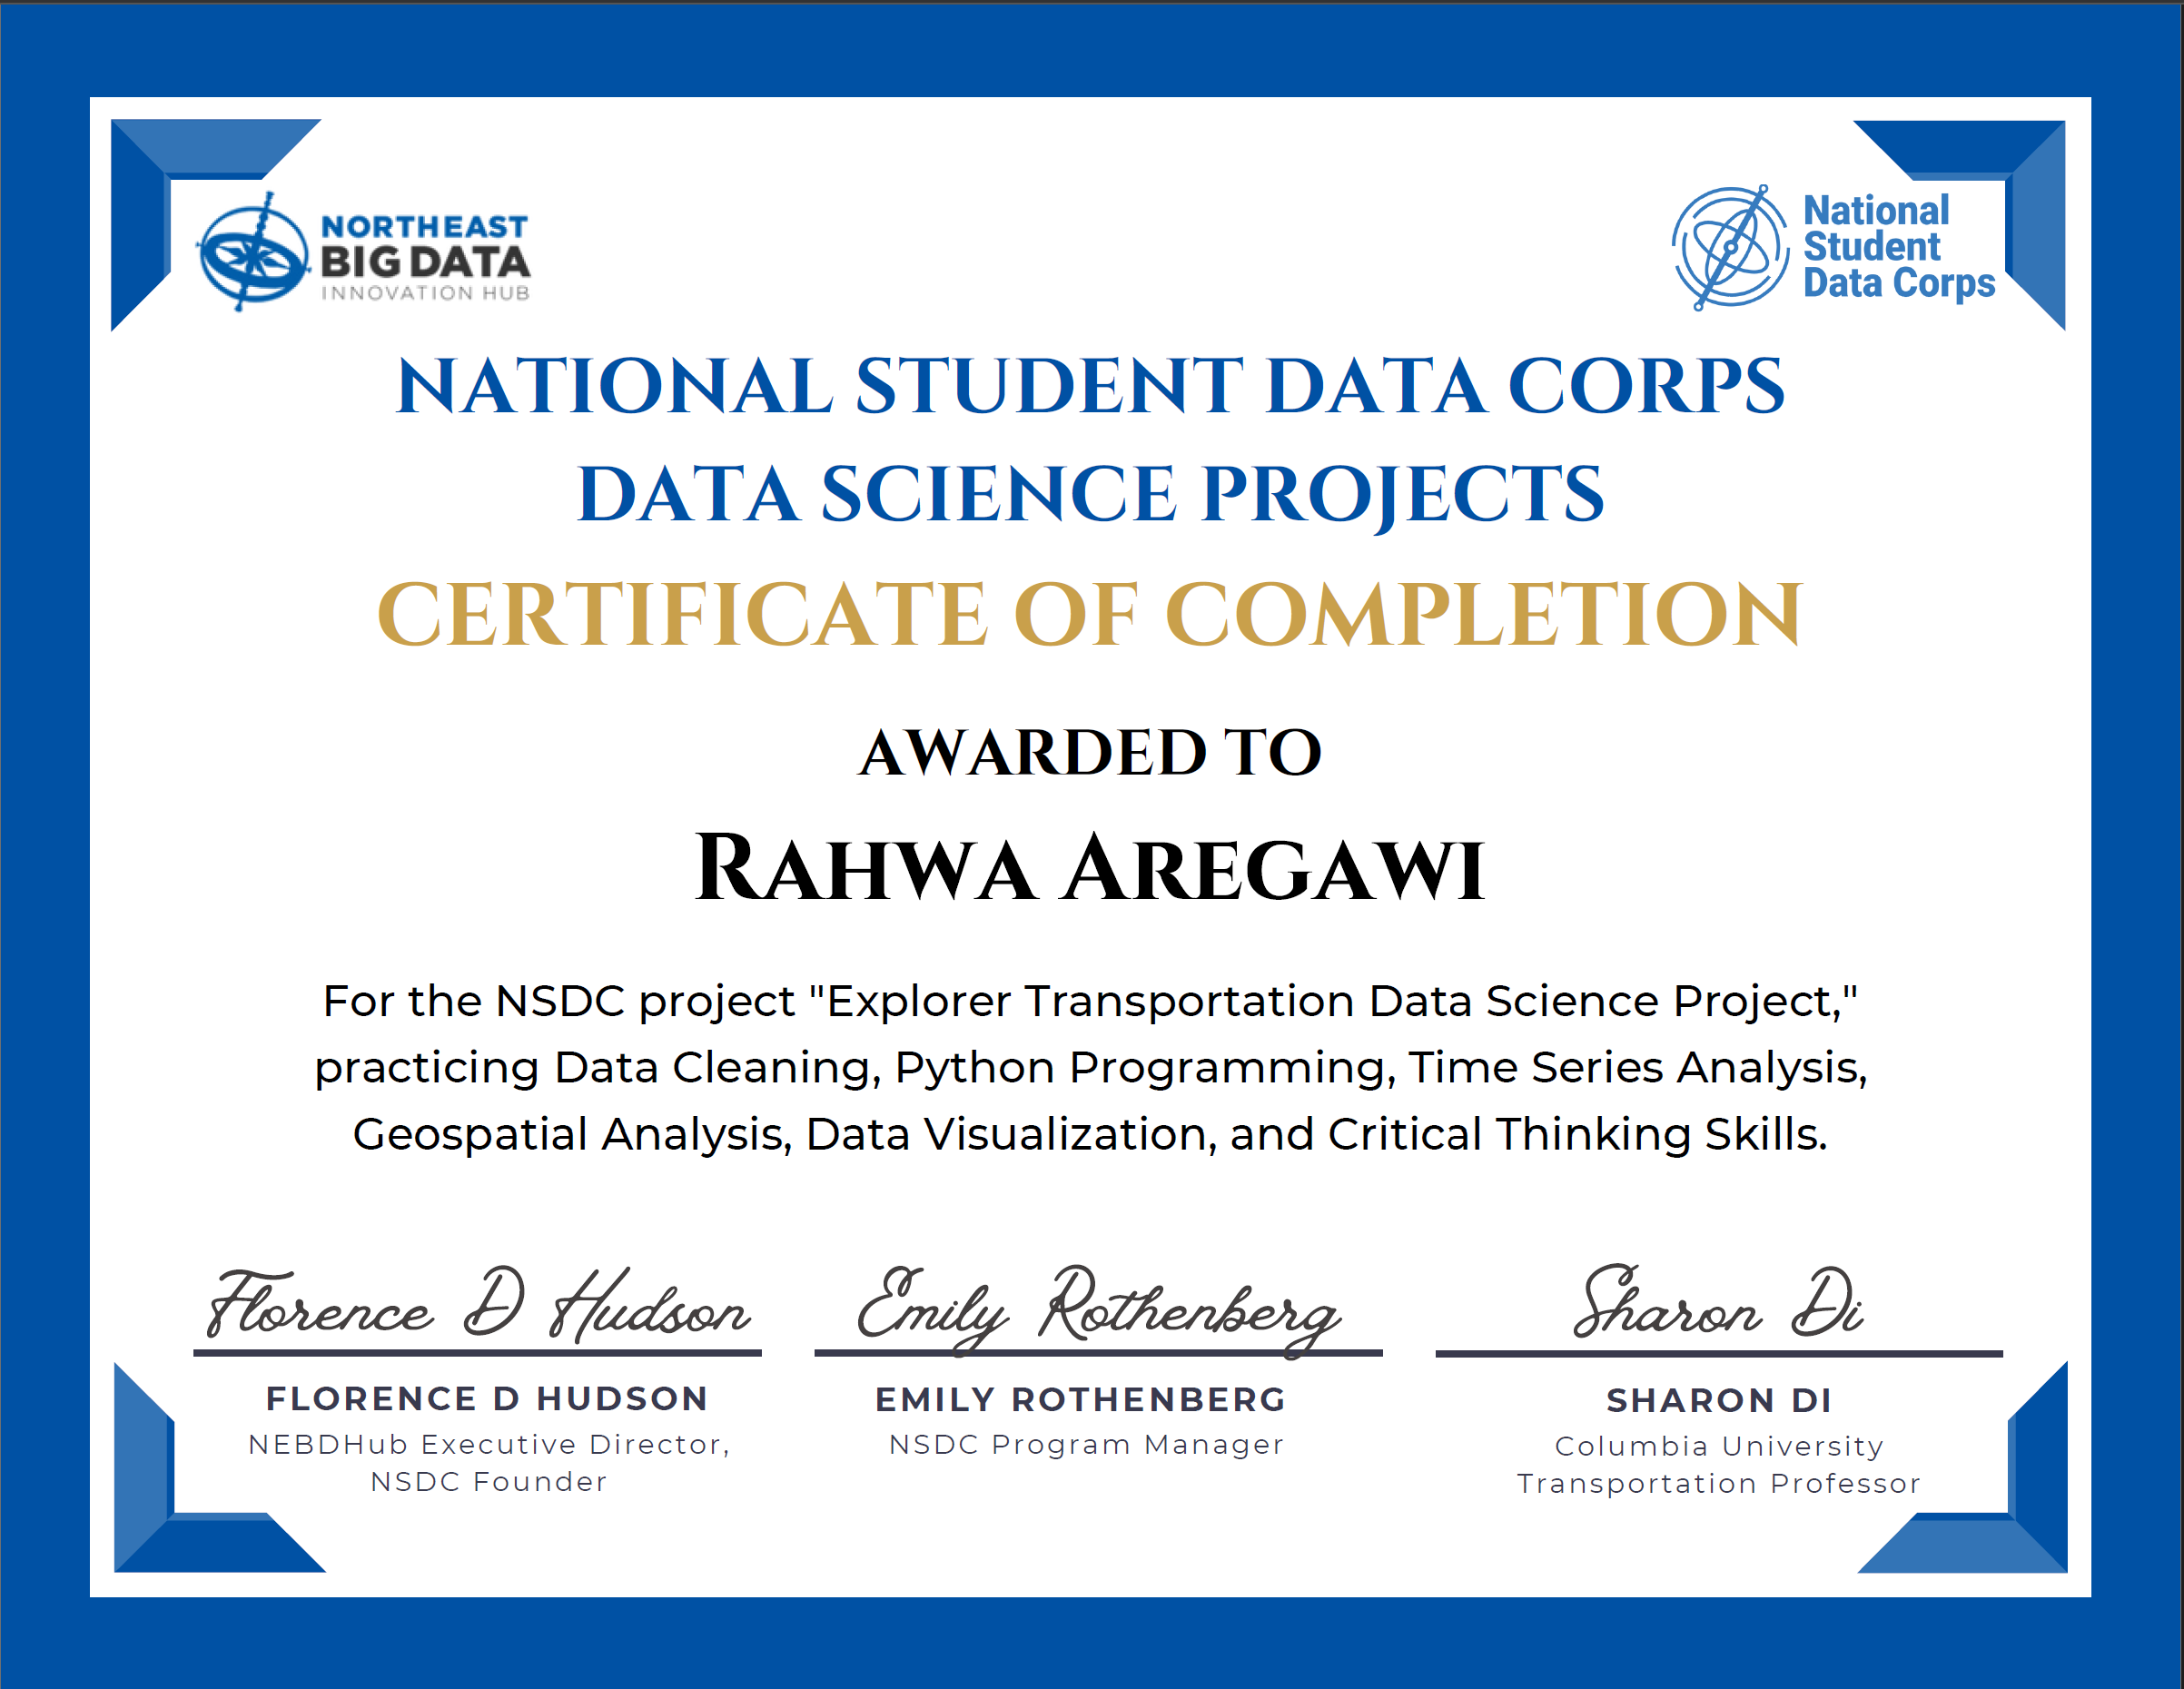 NORTHEAST
BIG DATA
INNOVATION HUB
National
Student
Data Corps
NATIONAL STUDENT DATA CORPS
DATA SCIENCE PROJECTS
CERTIFICATE OF COMPLETION
AWARDED TO
RAHWA AREGAWI
For the NSDC project "Explorer Transportation Data Science Project,"
practicing Data Cleaning, Python Programming, Time Series Analysis,
Geospatial Analysis, Data Visualization, and Critical Thinking Skills.
Florence D Hudson
Emily Rothenberg
Sharon Di
FLORENCE D HUDSON
NEBDHub Executive Director,
NSDC Founder
EMILY ROTHENBERG
NSDC Program Manager
SHARON DI
Columbia University
Transportation Professor